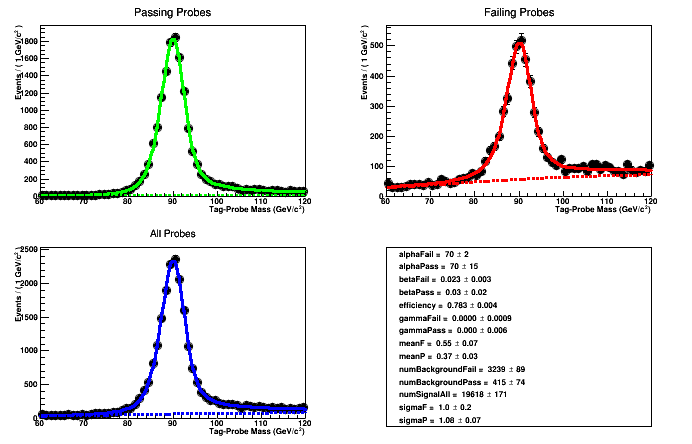 Passing Probes
Events / ( 1 GeV/c² )
1800
1600
1400
1200
1000
800
600
400
200
0
60 70 80 90 100 110 120
Tag-Probe Mass (GeV/c²)
Failing Probes
Events / ( 1 GeV/c² )
500
400
300
200
100
0
60 70 80 90 100 110 120
Tag-Probe Mass (GeV/c²)
All Probes
Events / ( 1 GeV/c² )
2500
2000
1500
1000
500
0
60 70 80 90 100 110 120
Tag-Probe Mass (GeV/c²)
alphaFail = 70 ± 2
alphaPass = 70 ± 15
betaFail = 0.023 ± 0.003
betaPass = 0.03 ± 0.02
efficiency = 0.783 ± 0.004
gammaFail = 0.0000 ± 0.0009
gammaPass = 0.000 ± 0.006
meanF = 0.55 ± 0.07
meanP = 0.37 ± 0.03
numBackgroundFail = 3239 ± 89
numBackgroundPass = 415 ± 74
numSignalAll = 19618 ± 171
sigmaF = 1.0 ± 0.2
sigmaP = 1.08 ± 0.07